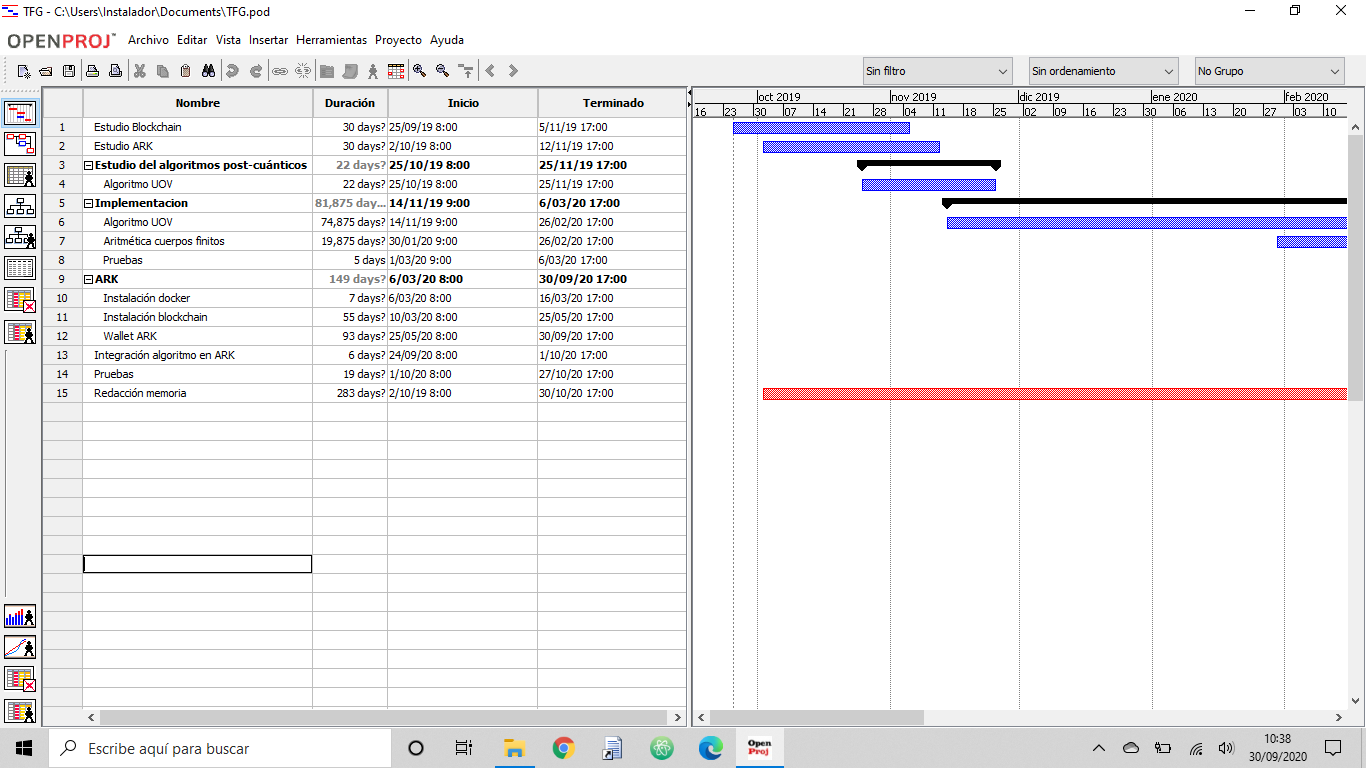 TFG - C:\Users\Instalador\Documents\TFG.pod
OPENPROJ™ Archivo Editar Vista Insertar Herramientas Proyecto Ayuda
Sin filtro Sin ordenamiento No Grupo
Nombre Duración Inicio Terminado
oct 2019 nov 2019 dic 2019 ene 2020 feb 2020
16 23 30 07 14 21 28 04 11 18 25 02 09 16 23 30 06 13 20 27 03 10
1 Estudio Blockchain 30 days? 25/09/19 8:00 5/11/19 17:00
2 Estudio ARK 30 days? 2/10/19 8:00 12/11/19 17:00
3 Estudio del algoritmos post-cuánticos 22 days? 25/10/19 8:00 25/11/19 17:00
4 Algoritmo UOV 22 days? 25/10/19 8:00 25/11/19 17:00
5 Implementacion 81,875 day... 14/11/19 9:00 6/03/20 17:00
6 Algoritmo UOV 74,875 days? 14/11/19 9:00 26/02/20 17:00
7 Aritmética cuerpos finitos 19,875 days? 30/01/20 9:00 26/02/20 17:00
8 Pruebas 5 days 1/03/20 9:00 6/03/20 17:00
9 ARK 149 days? 6/03/20 8:00 30/09/20 17:00
10 Instalación docker 7 days? 6/03/20 8:00 16/03/20 17:00
11 Instalación blockchain 55 days? 10/03/20 8:00 25/05/20 17:00
12 Wallet ARK 93 days? 25/05/20 8:00 30/09/20 17:00
13 Integración algoritmo en ARK 6 days? 24/09/20 8:00 1/10/20 17:00
14 Pruebas 19 days? 1/10/20 8:00 27/10/20 17:00
15 Redacción memoria 283 days? 2/10/19 8:00 30/10/20 17:00
Escribe aquí para buscar
Open
Proj
10:38
30/09/2020